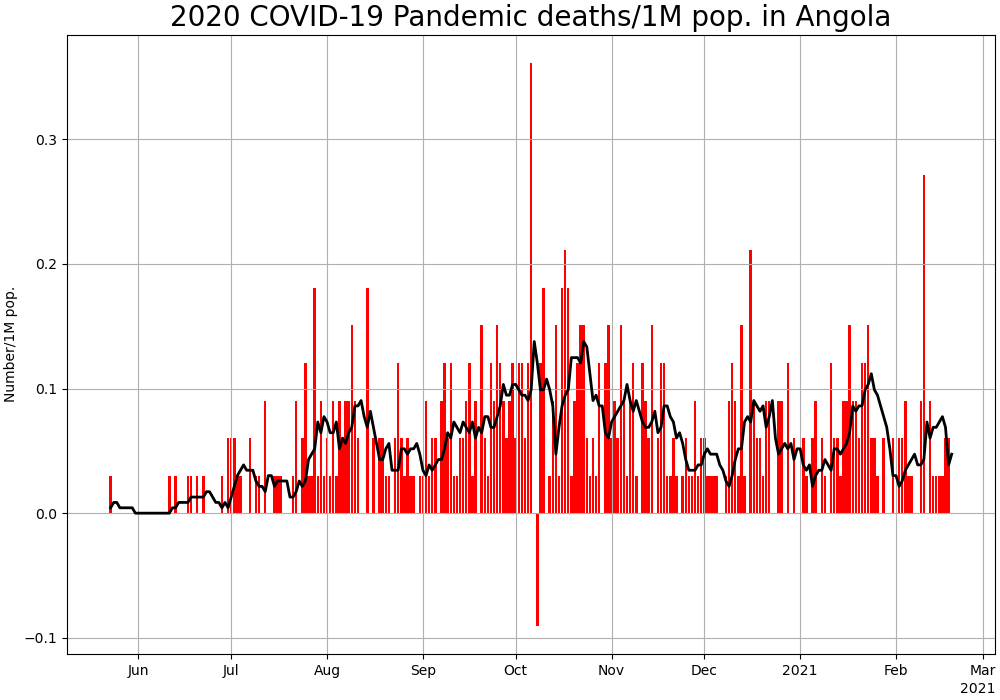 2020 COVID-19 Pandemic deaths/1M pop. in Angola
Number/1M pop.
0.3
0.2
0.1
0.0
−0.1
Jun Jul Aug Sep Oct Nov Dec 2021 Feb Mar
2021